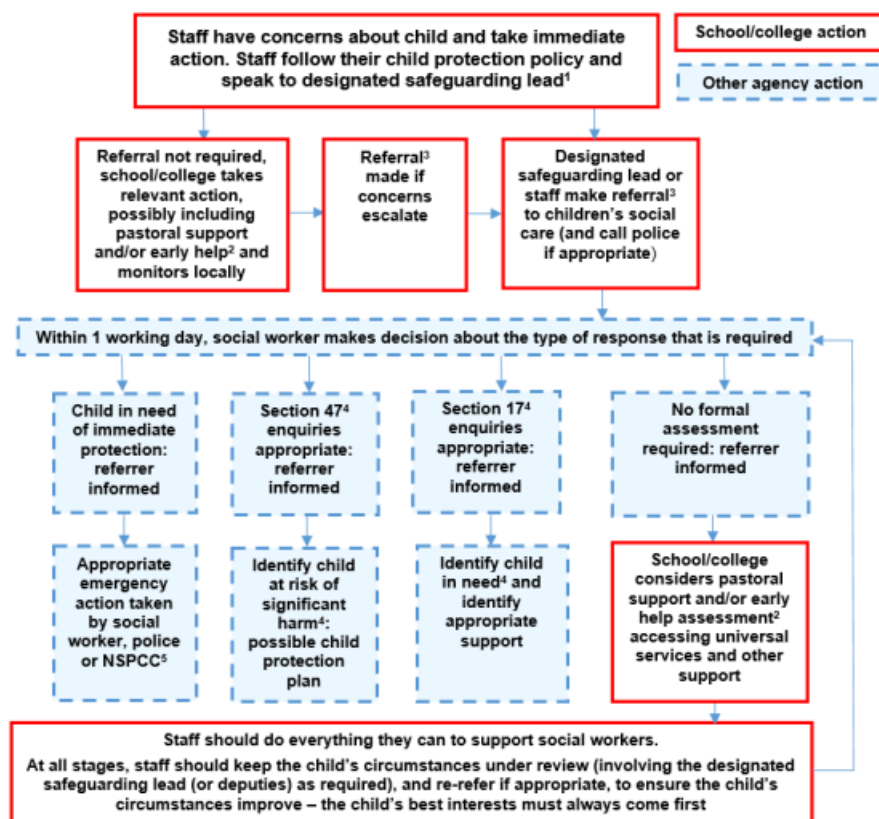 Staff have concerns about child and take immediate
action. Staff follow their child protection policy and
speak to designated safeguarding lead¹
School/college action
Other agency action
Referral not required,
school/college takes
relevant action,
possibly including
pastoral support
and/or early help² and
monitors locally
Referral³
made if
concerns
escalate
Designated
safeguarding lead or
staff make referral³
to children's social
care (and call police
if appropriate)
Within 1 working day, social worker makes decision about the type of response that is required
Child in need
of immediate
protection:
referrer
informed
Section 47⁴
enquiries
appropriate:
referrer
informed
Section 17⁴
enquiries
appropriate:
referrer
informed
No formal
assessment
required: referrer
informed
Appropriate
emergency
action taken
by social
worker, police
or NSPCC⁵
Identify child
at risk of
significant
harm⁴:
possible child
protection
plan
Identify child
in need⁴ and
identify
appropriate
support
School/college
considers pastoral
support and/or early
help assessment²
accessing universal
services and other
support
Staff should do everything they can to support social workers.
At all stages, staff should keep the child's circumstances under review (involving the designated
safeguarding lead (or deputies) as required), and re-refer if appropriate, to ensure the child's
circumstances improve – the child's best interests must always come first